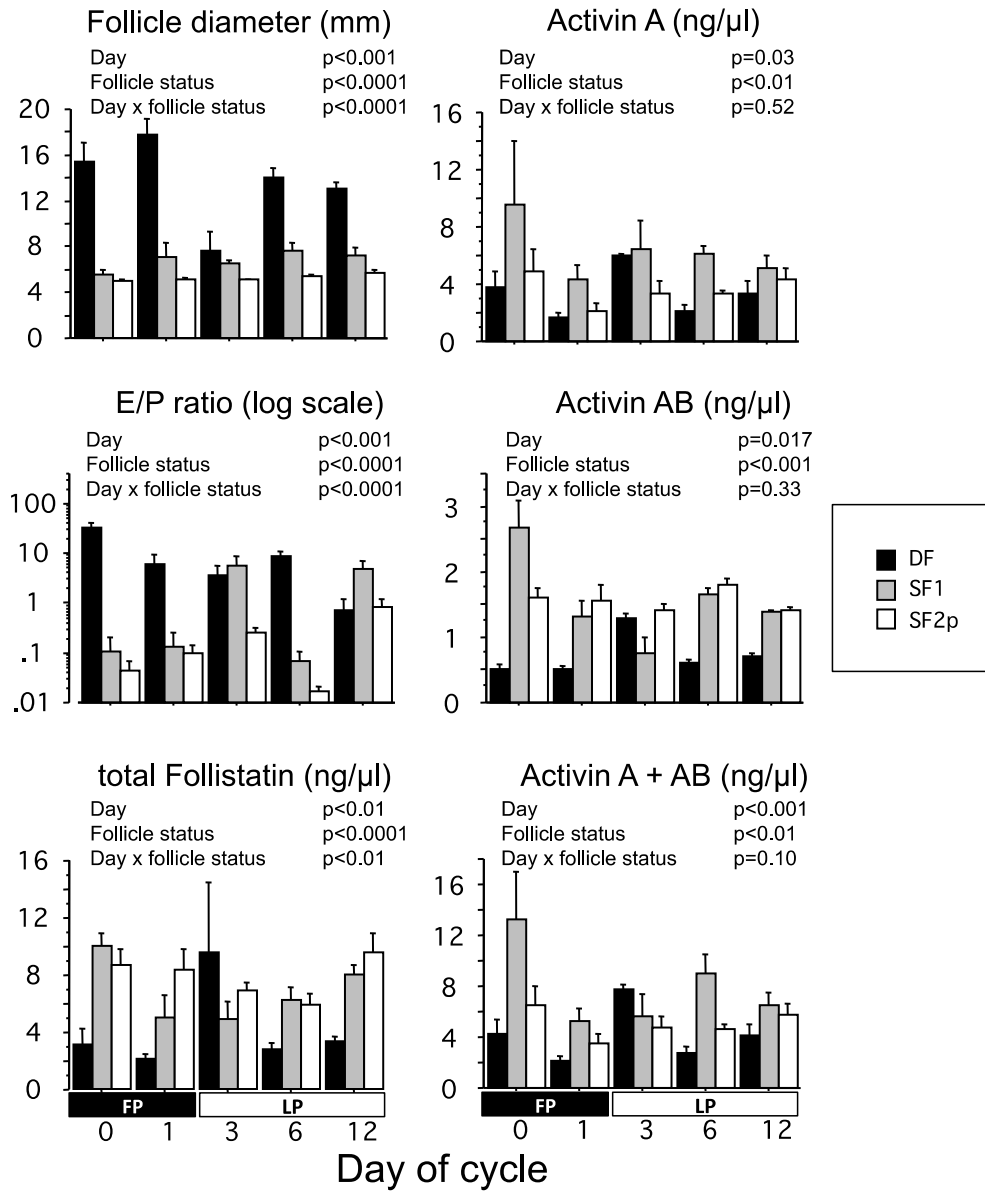 Follicle diameter (mm)
Day p<0.001
Follicle status p<0.0001
Day x follicle status p<0.0001
20
16
12
8
4
0
Activin A (ng/µl)
Day p=0.03
Follicle status p<0.01
Day x follicle status p=0.52
16
12
8
4
0
E/P ratio (log scale)
Day p<0.001
Follicle status p<0.0001
Day x follicle status p<0.0001
100
10
1
.1
.01
Activin AB (ng/µl)
Day p=0.017
Follicle status p<0.001
Day x follicle status p=0.33
3
2
1
0
DF
SF1
SF2p
total Follistatin (ng/µl)
Day p<0.01
Follicle status p<0.0001
Day x follicle status p<0.01
16
12
8
4
0
FP LP
0 1 3 6 12
Activin A + AB (ng/µl)
Day p<0.001
Follicle status p<0.01
Day x follicle status p=0.10
16
12
8
4
0
FP LP
0 1 3 6 12
Day of cycle